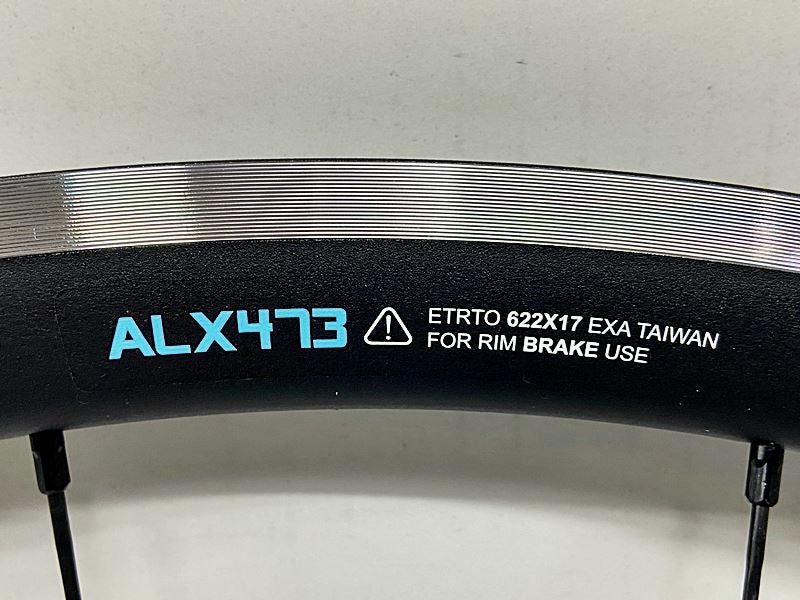 ALX473
ETRTO 622X17 EXA TAIWAN
FOR RIM BRAKE USE